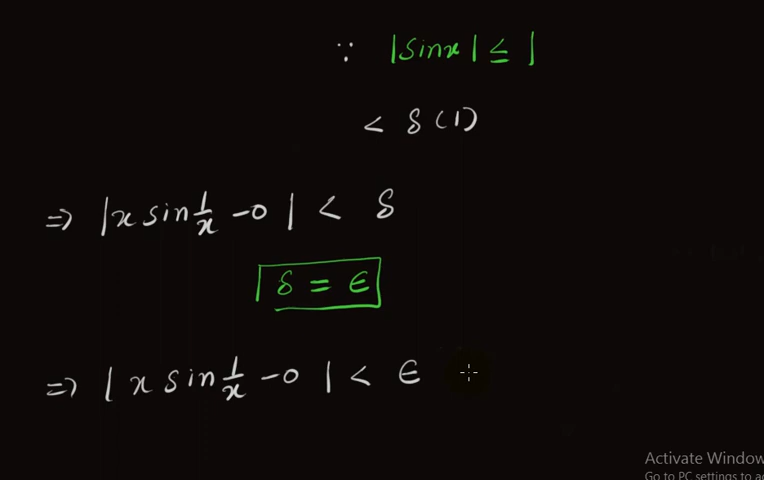 ∵ |sinx| ≤ 1
< δ (1)
⇒ |x sin 1/x - 0| < δ
δ = ϵ
⇒ |x sin 1/x - 0| < ϵ
Activate Window
Go to PC settings to a